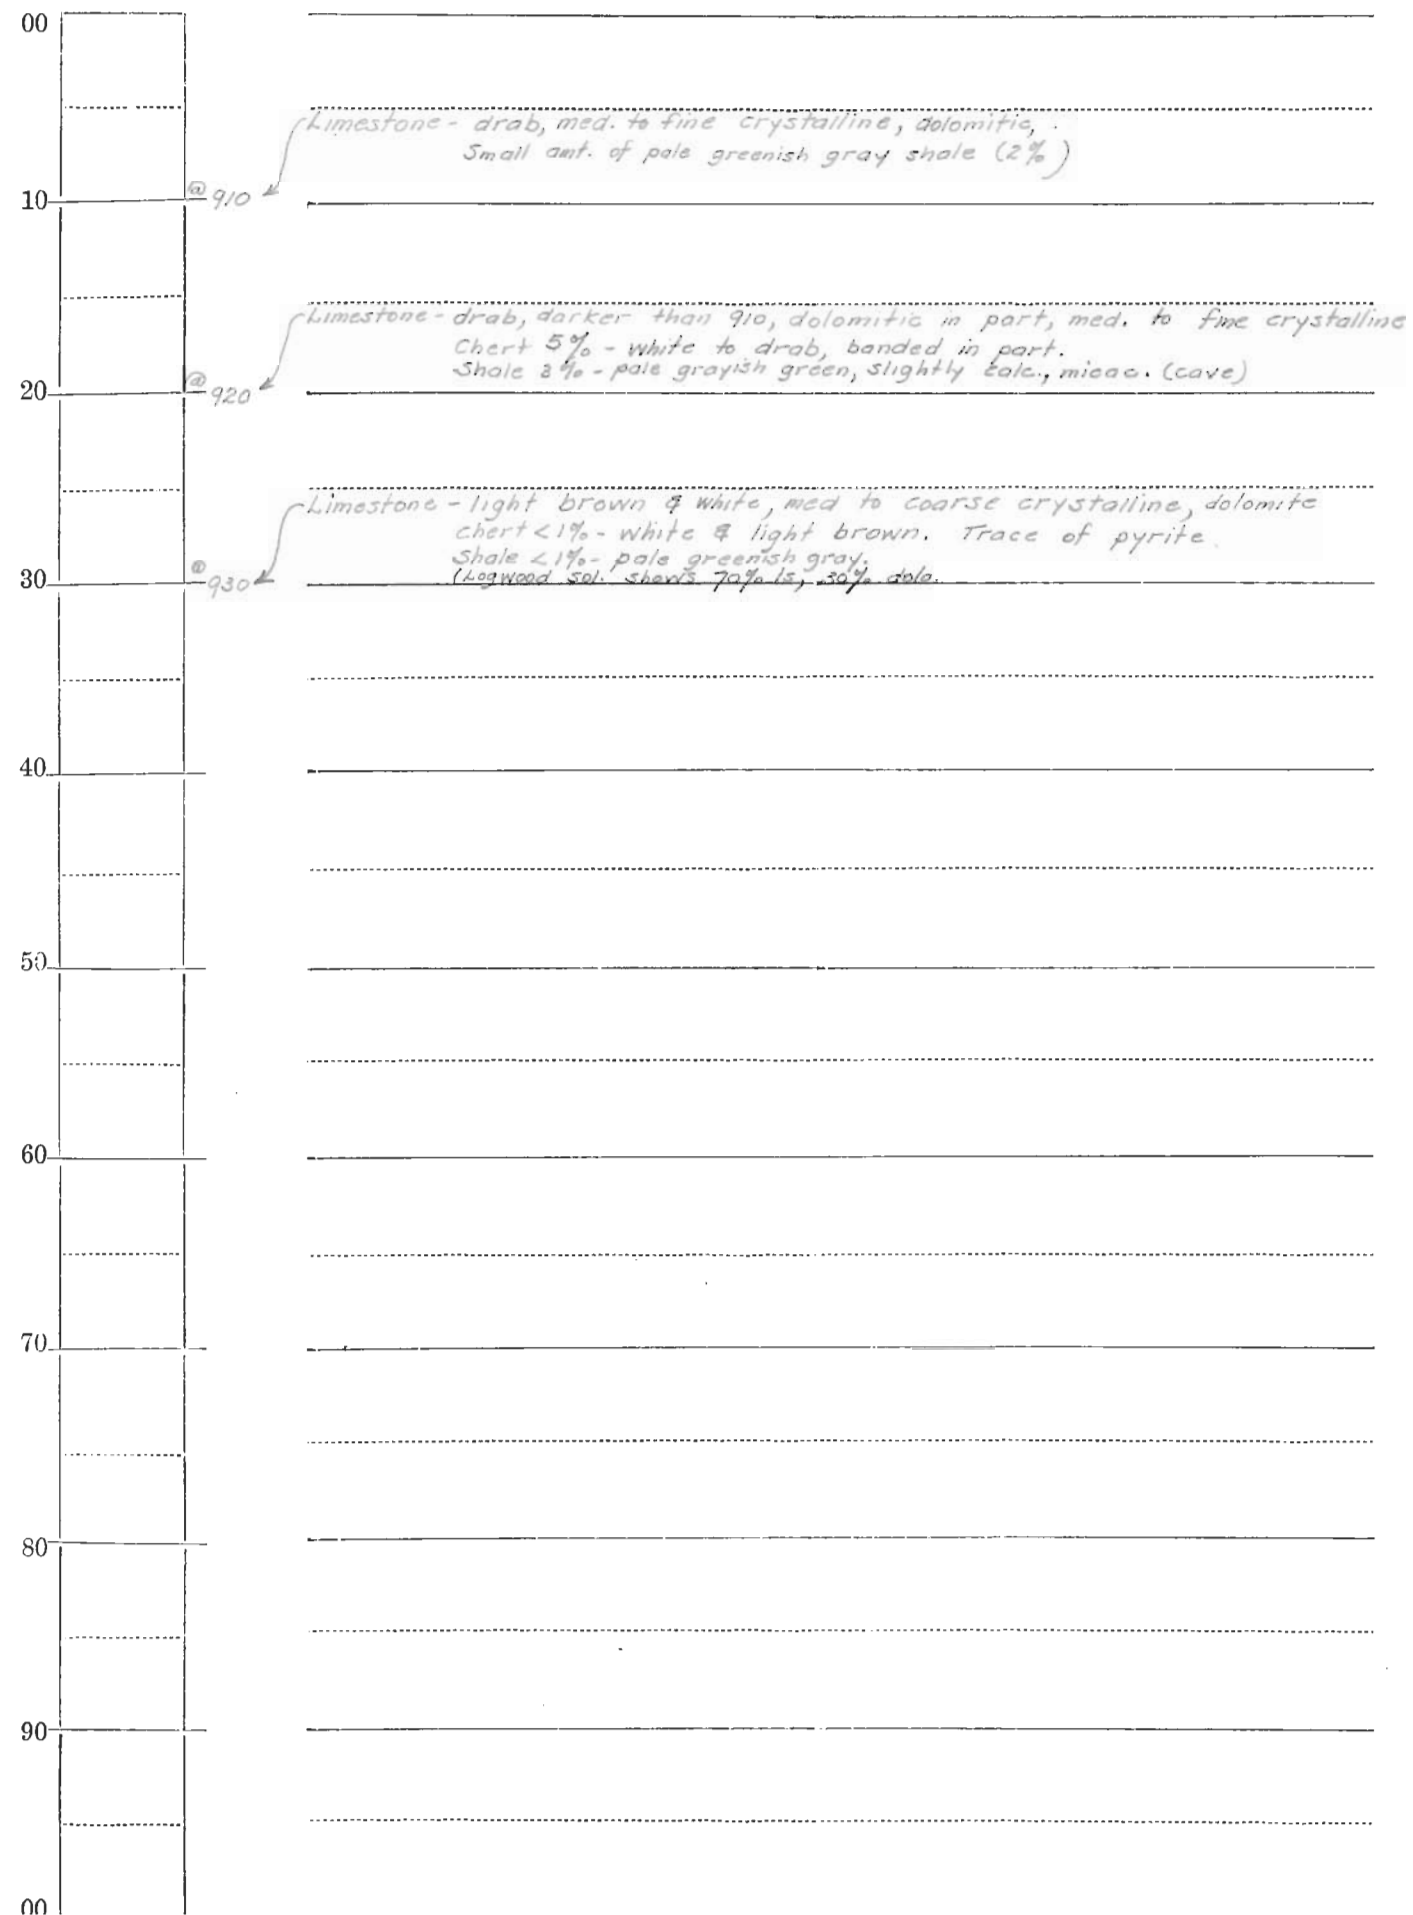 00
Limestone - drab, med. to fine crystalline, dolomitic,
Small amt. of pale greenish gray shale (2%)
10 @ 910
Limestone - drab, darker than 910, dolomitic in part, med. to fine crystalline
Chert 5% - white to drab, banded in part.
Shale 3% - pale grayish green, slightly calc., micac. (cave)
20 @ 920
Limestone - light brown & white, med to coarse crystalline, dolomite
chert <1% - white & light brown. Trace of pyrite
Shale <1% - pale greenish gray.
(Logwood sol. shows 70% ls, 30% dolo.
30 @ 930
40
50
60
70
80
90
00